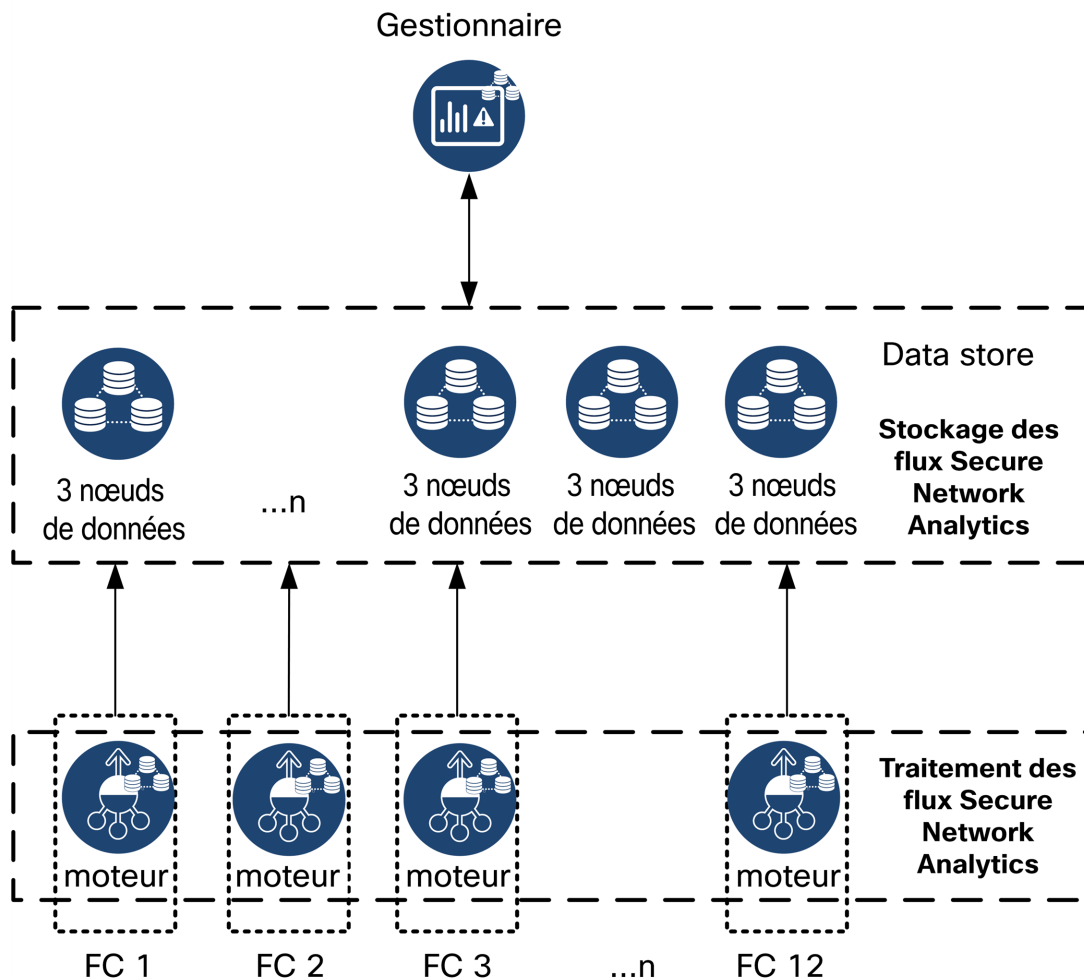 Gestionnaire
Data store
Stockage des
flux Secure
Network
Analytics
3 nœuds
de données
...n
3 nœuds
de données
3 nœuds
de données
3 nœuds
de données
Traitement des
flux Secure
Network
Analytics
moteur
moteur
moteur
moteur
FC 1
FC 2
FC 3
...n
FC 12